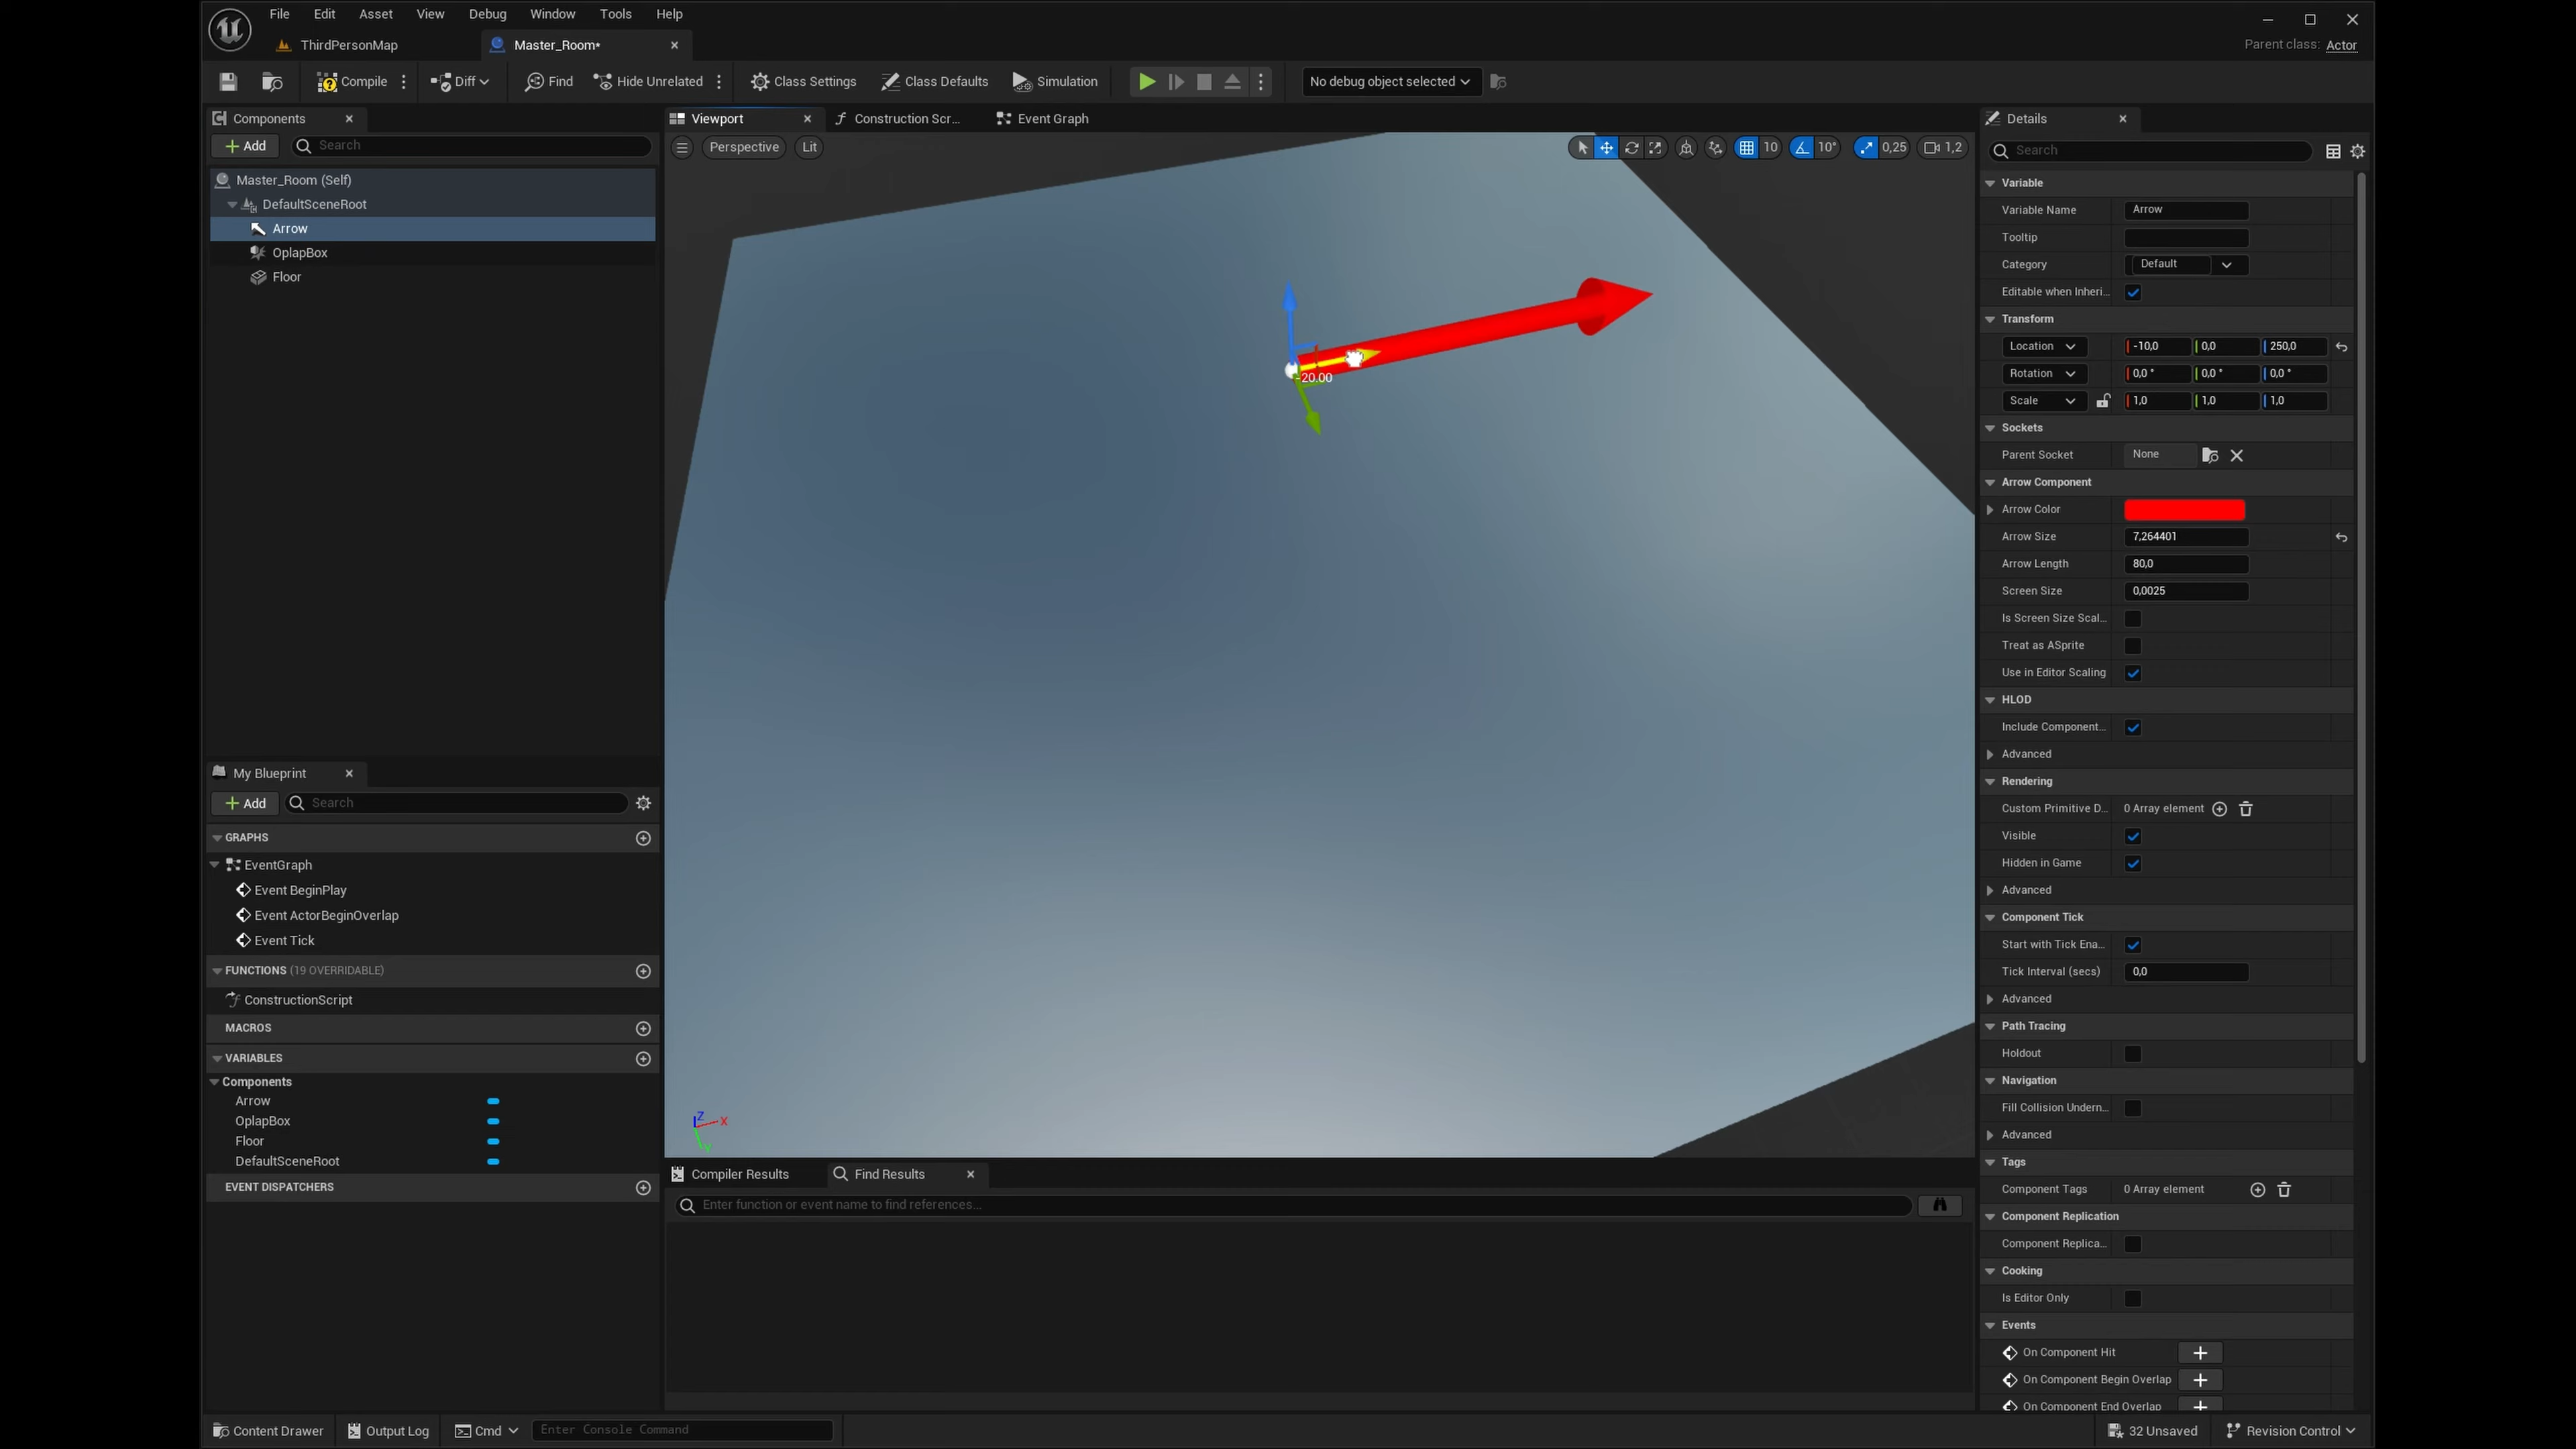 File Edit Asset View Debug Window Tools Help
ThirdPersonMap
Master_Room*
Parent class: Actor
Compile
Diff
Find
Hide Unrelated
Class Settings
Class Defaults
Simulation
No debug object selected
Components
Add
Search
Master_Room (Self)
DefaultSceneRoot
Arrow
OplapBox
Floor
My Blueprint
Add
Search
GRAPHS
EventGraph
Event BeginPlay
Event ActorBeginOverlap
Event Tick
FUNCTIONS (19 OVERRIDABLE)
ConstructionScript
MACROS
VARIABLES
Components
Arrow
OplapBox
Floor
DefaultSceneRoot
EVENT DISPATCHERS
Viewport
Construction Scr...
Event Graph
Perspective
Lit
10
10°
0,25
1,2
-20.00
Z
X
Y
Compiler Results
Find Results
Enter function or event name to find references...
Details
Search
Variable
Variable Name Arrow
Tooltip
Category Default
Editable when Inheri...
Transform
Location -10,0 0,0 250,0
Rotation 0,0 ° 0,0 ° 0,0 °
Scale 1,0 1,0 1,0
Sockets
Parent Socket None
Arrow Component
Arrow Color
Arrow Size 7,264401
Arrow Length 80,0
Screen Size 0,0025
Is Screen Size Scal...
Treat as ASprite
Use in Editor Scaling
HLOD
Include Component...
Advanced
Rendering
Custom Primitive D... 0 Array element
Visible
Hidden in Game
Advanced
Component Tick
Start with Tick Ena...
Tick Interval (secs) 0,0
Advanced
Path Tracing
Holdout
Navigation
Fill Collision Undern...
Advanced
Tags
Component Tags 0 Array element
Component Replication
Component Replica...
Cooking
Is Editor Only
Events
On Component Hit
On Component Begin Overlap
On Component End Overlap
Content Drawer
Output Log
Cmd
Enter Console Command
32 Unsaved
Revision Control